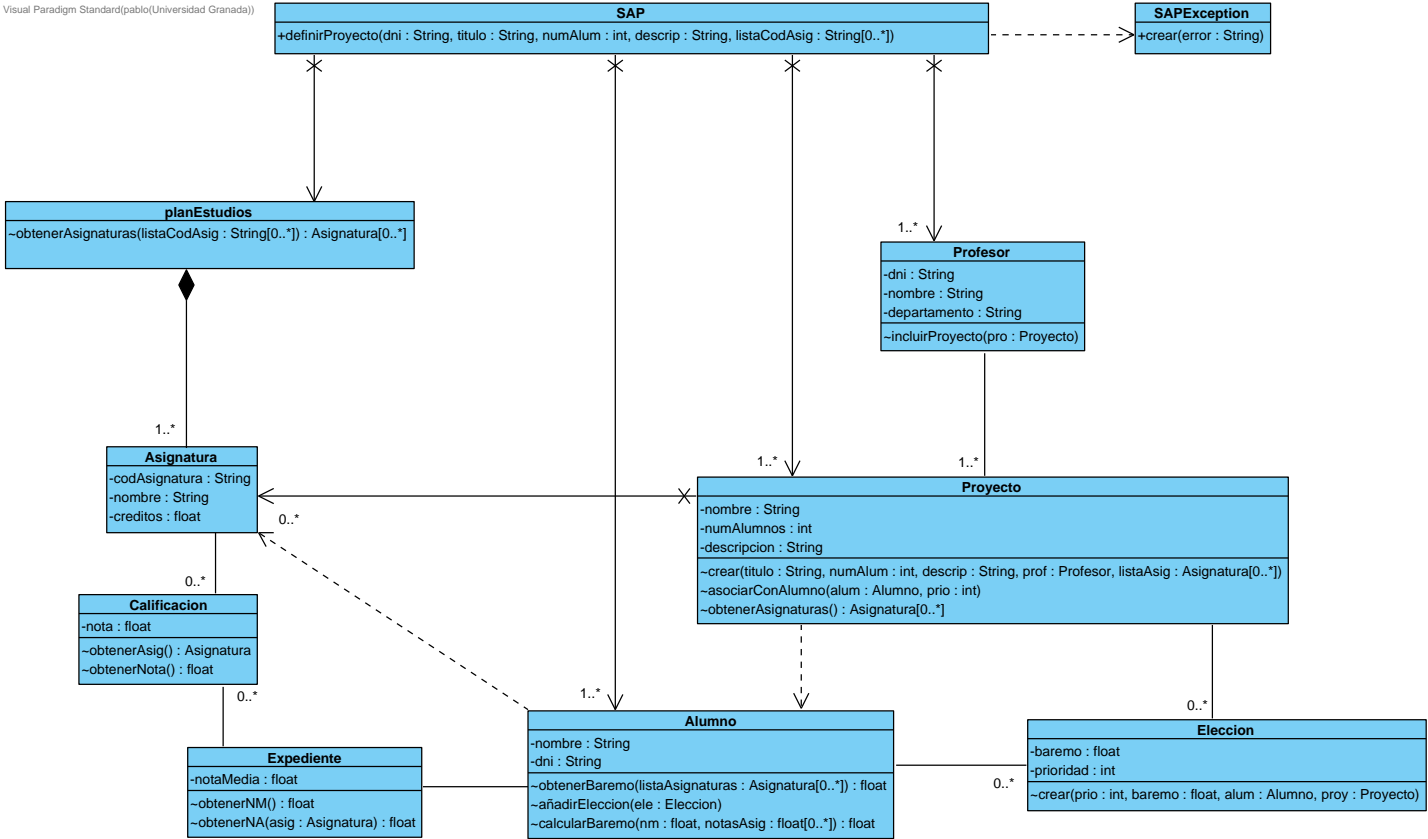 Visual Paradigm Standard(pablo(Universidad Granada))
SAP
+definirProyecto(dni : String, titulo : String, numAlum : int, descrip : String, listaCodAsig : String[0..*])
SAPException
+crear(error : String)
planEstudios
~obtenerAsignaturas(listaCodAsig : String[0..*]) : Asignatura[0..*]
1..*
Profesor
-dni : String
-nombre : String
-departamento : String
~incluirProyecto(pro : Proyecto)
1..*
Asignatura
-codAsignatura : String
-nombre : String
-creditos : float
0..*
1..*
1..*
Proyecto
-nombre : String
-numAlumnos : int
-descripcion : String
~crear(titulo : String, numAlum : int, descrip : String, prof : Profesor, listaAsig : Asignatura[0..*])
~asociarConAlumno(alum : Alumno, prio : int)
~obtenerAsignaturas() : Asignatura[0..*]
0..*
Calificacion
-nota : float
~obtenerAsig() : Asignatura
~obtenerNota() : float
0..*
1..*
0..*
Expediente
-notaMedia : float
~obtenerNM() : float
~obtenerNA(asig : Asignatura) : float
Alumno
-nombre : String
-dni : String
~obtenerBaremo(listaAsignaturas : Asignatura[0..*]) : float
~añadirEleccion(ele : Eleccion)
~calcularBaremo(nm : float, notasAsig : float[0..*]) : float
0..*
Eleccion
-baremo : float
-prioridad : int
~crear(prio : int, baremo : float, alum : Alumno, proy : Proyecto)